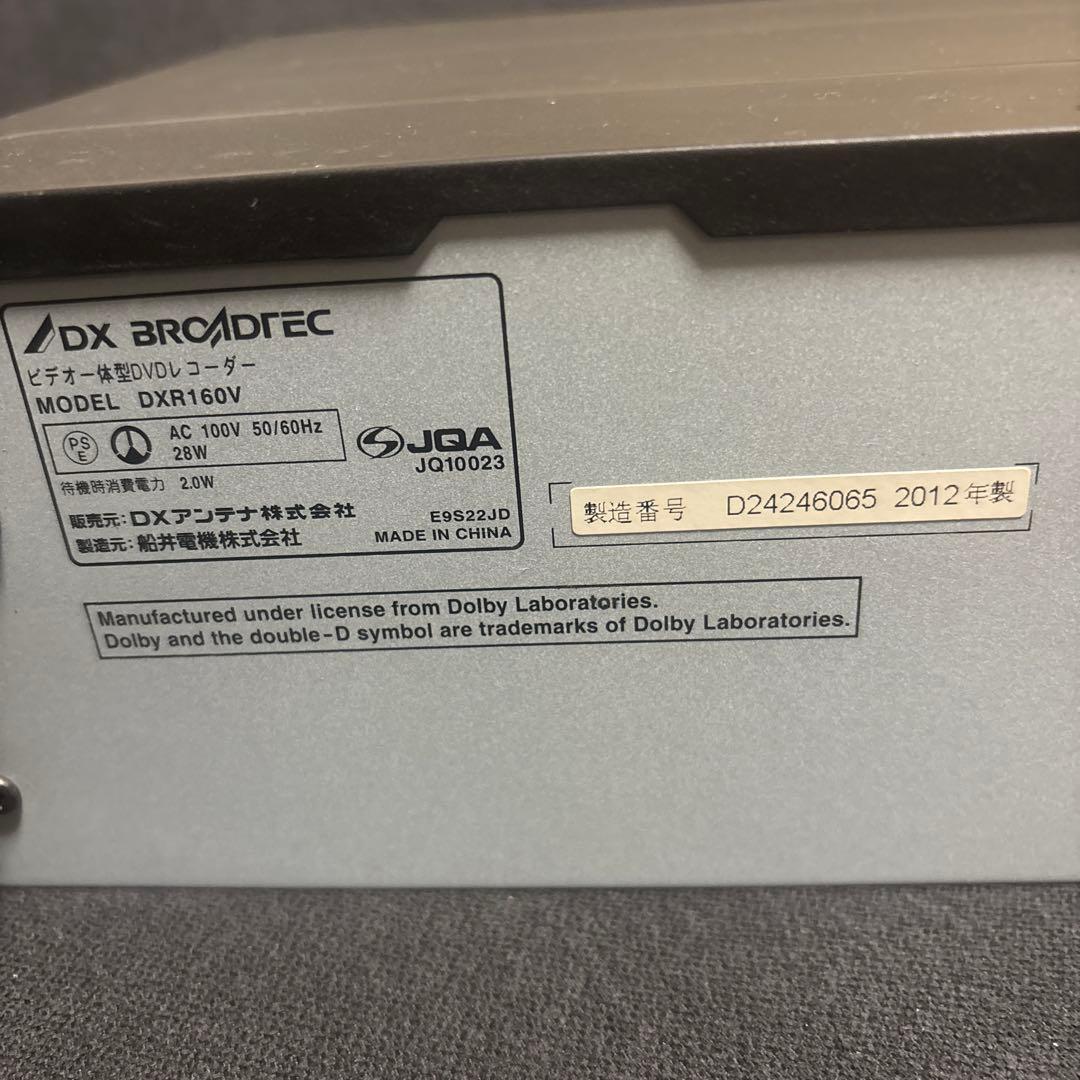 DX BROADTEC
ビデオ一体型DVDレコーダー
MODEL DXR160V
PS
E
AC 100V 50/60Hz
28W
JQA
JQ10023
待機時消費電力 2.0W
販売元:DXアンテナ株式会社
製造元:船井電機株式会社
E9S22JD
MADE IN CHINA
製造番号 D24246065 2012年製
Manufactured under license from Dolby Laboratories.
Dolby and the double-D symbol are trademarks of Dolby Laboratories.